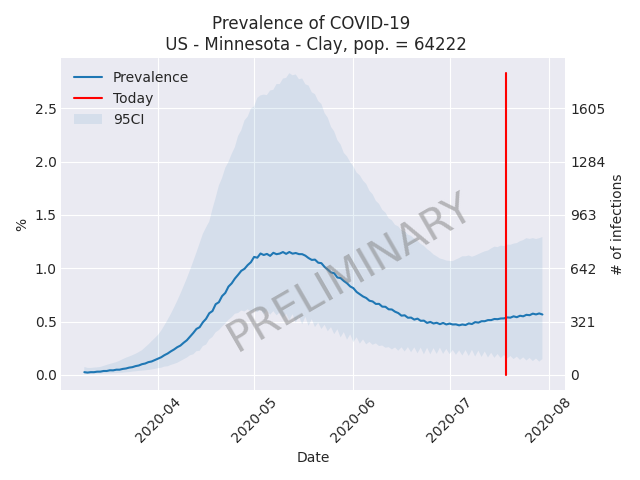 Prevalence of COVID-19
US - Minnesota - Clay, pop. = 64222
Prevalence
Today
95CI
%
2.5
2.0
1.5
1.0
0.5
0.0
1605
1284
963
642
321
0
# of infections
PRELIMINARY
2020-04
2020-05
2020-06
2020-07
2020-08
Date